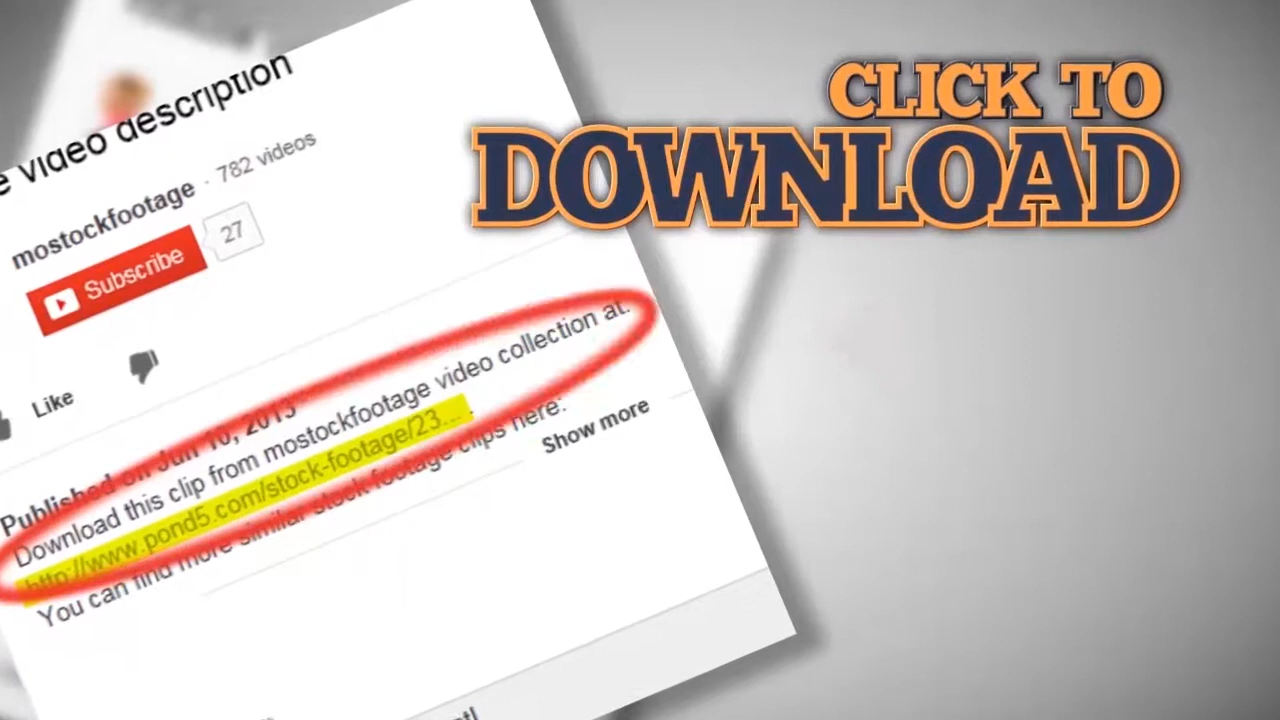 CLICK TO
DOWNLOAD
e video description
mostockfootage · 782 videos
Subscribe 27
Like
Published on Jun 10, 2013
Download this clip from mostockfootage video collection at:
http://www.pond5.com/stock-footage/23... .
You can find more similar stock footage clips here:
Show more